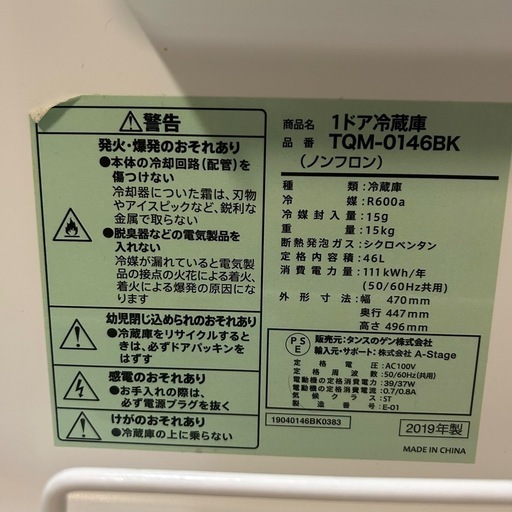 ⚠警告
発火・爆発のおそれあり
●本体の冷却回路(配管)を
傷つけない
冷却器についた霜は、刃物
やアイスピックなど、鋭利な
金属で取らない
●脱臭器などの電気製品を
入れない
冷媒が漏れていると電気製
品の接点の火花による着火、
着火による爆発の原因に
なります
幼児閉じ込められのおそれあり
●冷蔵庫をリサイクルすると
きは、必ずドアパッキンを
はずす
感電のおそれあり
●お手入れの際は、
必ず電源プラグを抜く
けがのおそれあり
●冷蔵庫の上に乗らない
商品名 1ドア冷蔵庫
品番 TQM-0146BK
(ノンフロン)
種類:冷蔵庫
冷媒:R600a
冷媒封入量:15g
重量:15kg
断熱発泡ガス:シクロペンタン
定格内容積:46L
消費電力量:111kWh/年
(50/60Hz共用)
外形寸法:幅 470mm
奥行 447mm
高さ 496mm
PSE
販売元:タンスのゲン株式会社
輸入元・サポート:株式会社 A-Stage
定格電圧:AC100V
定格周波数:50/60Hz(共用)
電動機の定格消費電力:39/37W
電動機の定格消費電流:0.7/0.8A
気候クラス:ST
製造番号:E-01
19040146BK0383
2019年製
MADE IN CHINA